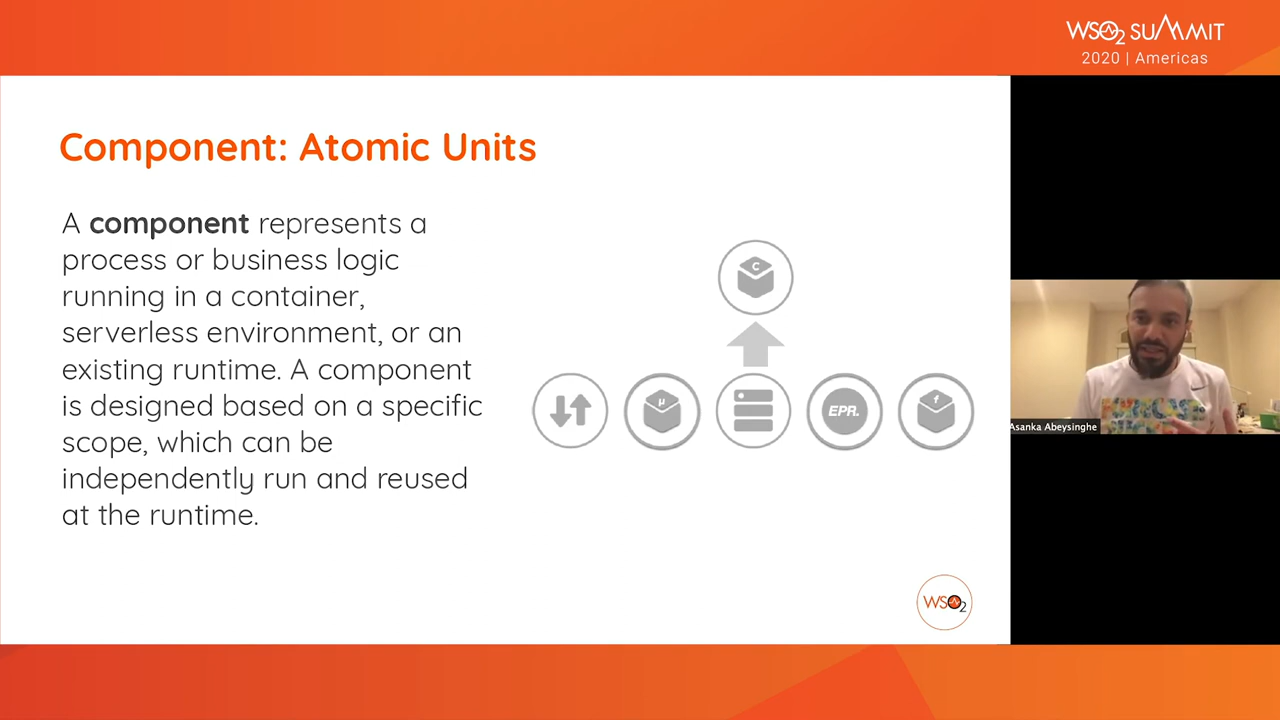 WSO2 SUMMIT
2020 | Americas
Component: Atomic Units
A component represents a
process or business logic
running in a container,
serverless environment, or an
existing runtime. A component
is designed based on a specific
scope, which can be
independently run and reused
at the runtime.
C
µ
EPR.
f
Asanka Abeysinghe
WSO2